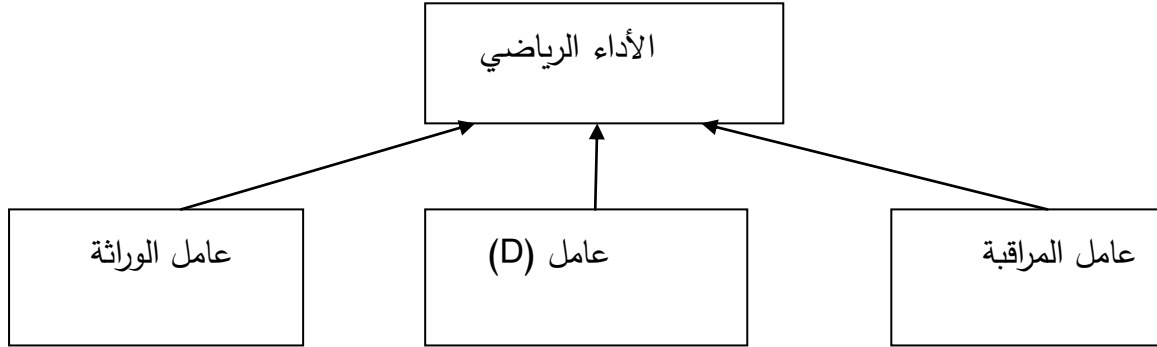 الأداء الرياضي
عامل المراقبة
عامل (D)
عامل الوراثة